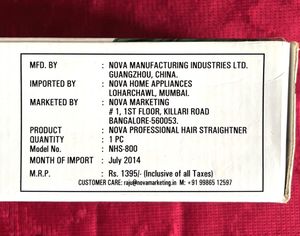 MFD. BY : NOVA MANUFACTURING INDUSTRIES LTD.
GUANGZHOU, CHINA.
IMPORTED BY : NOVA HOME APPLIANCES
LOHARCHAWL, MUMBAI.
MARKETED BY : NOVA MARKETING
# 1, 1ST FLOOR, KILLARI ROAD
BANGALORE-560053.
PRODUCT : NOVA PROFESSIONAL HAIR STRAIGHTNER
QUANTITY : 1 PC
Model No. : NHS-800
MONTH OF IMPORT : July 2014
M.R.P. : Rs. 1395/- (Inclusive of all Taxes)
CUSTOMER CARE: raju@novamarketing.in M: +91 99865 12597